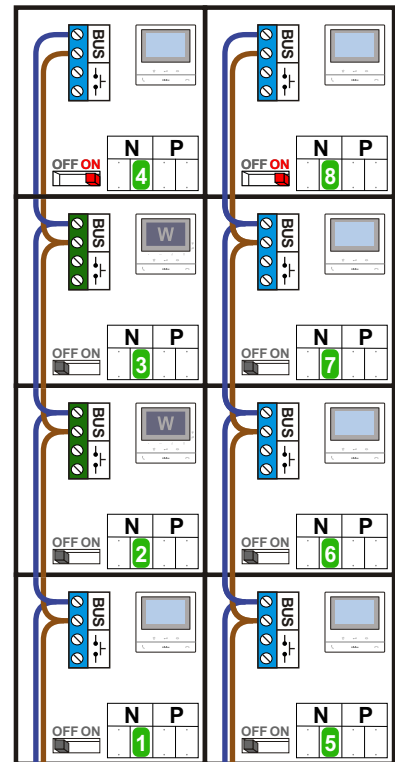 BUS
BUS
N P
N P
OFF ON
4
OFF ON
8
BUS
W
BUS
N P
N P
OFF ON
3
OFF ON
7
BUS
W
BUS
N P
N P
OFF ON
2
OFF ON
6
BUS
BUS
N P
N P
OFF ON
1
OFF ON
5